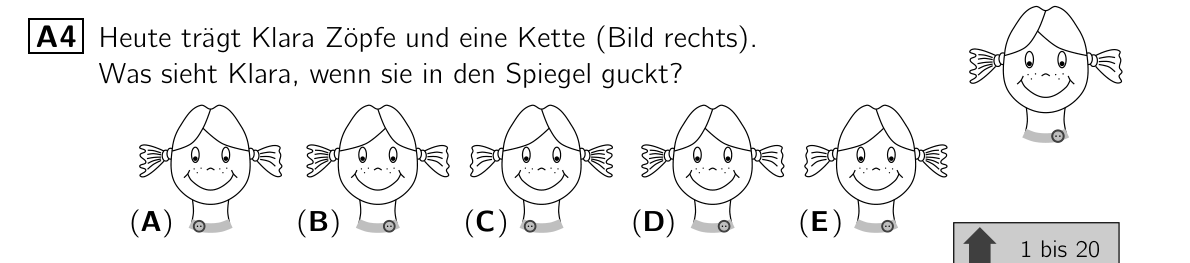 A4 Heute trägt Klara Zöpfe und eine Kette (Bild rechts).
Was sieht Klara, wenn sie in den Spiegel guckt?
(A) (B) (C) (D) (E)
1 bis 20